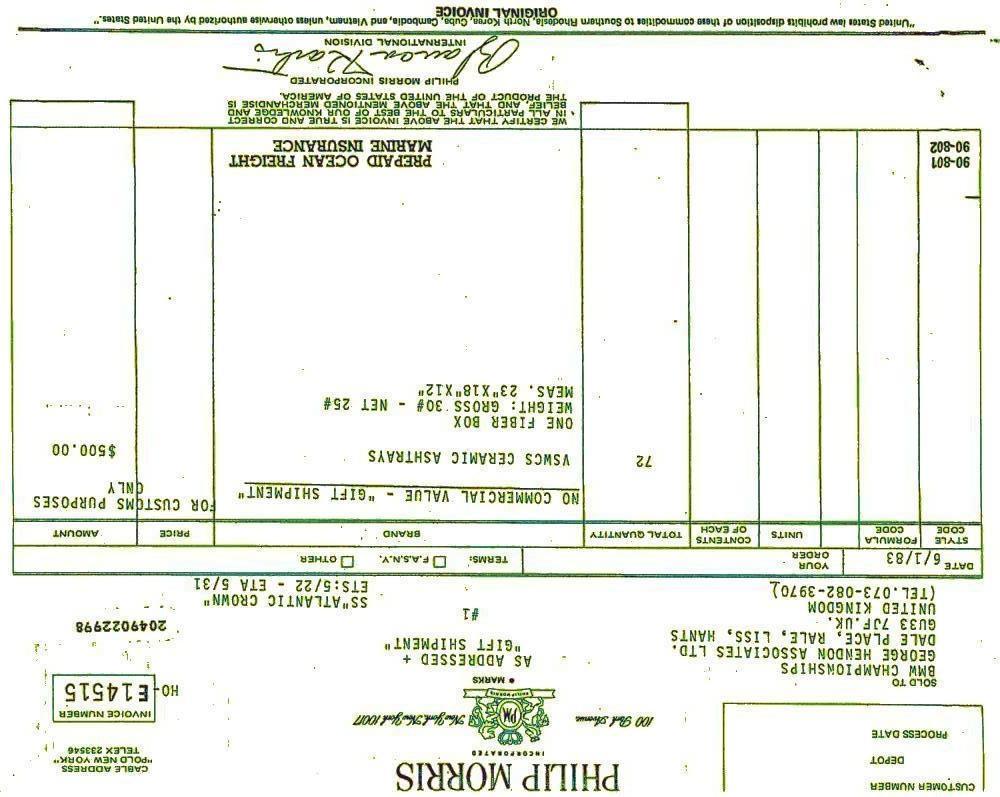 CUSTOMER NUMBER
DEPOT
PROCESS DATE
PHILIP MORRIS
INCORPORATED
100 Park Avenue, New York, New York 10017
PM
PHILIP MORRIS
CABLE ADDRESS
"POLD NEW YORK"
TELEX 233546
INVOICE NUMBER
HO- E14515
2049022998
SOLD TO
BMW CHAMPIONSHIPS
GEORGE HENDON ASSOCIATES LTD.
DALE PLACE, RALE, LISS, HANTS
GU33 7JF.UK.
UNITED KINGDOM
(TEL.073-082-3970)
• MARKS
AS ADDRESSED +
"GIFT SHIPMENT"
#1
SS"ATLANTIC CROWN"
ETS:5/22 - ETA 5/31
DATE 6/1/83
YOUR ORDER
TERMS: F.A.S.N.Y. OTHER
STYLE CODE FORMULA CODE UNITS CONTENTS OF EACH TOTAL QUANTITY BRAND PRICE AMOUNT
NO COMMERCIAL VALUE - "GIFT SHIPMENT" FOR CUSTOMS PURPOSES
ONLY
72 VSWCS CERAMIC ASHTRAYS $500.00
ONE FIBER BOX
WEIGHT: GROSS 30# - NET 25#
MEAS. 23"X18"X12"
90-801 PREPAID OCEAN FREIGHT
90-802 MARINE INSURANCE
WE CERTIFY THAT THE ABOVE INVOICE IS TRUE AND CORRECT
IN ALL PARTICULARS TO THE BEST OF OUR KNOWLEDGE AND
BELIEF, AND THAT THE ABOVE MENTIONED MERCHANDISE IS
THE PRODUCT OF THE UNITED STATES OF AMERICA.
PHILIP MORRIS INCORPORATED
INTERNATIONAL DIVISION
"United States law prohibits disposition of these commodities to Southern Rhodesia, North Korea, Cuba, Cambodia, and Vietnam, unless otherwise authorized by the United States."
ORIGINAL INVOICE